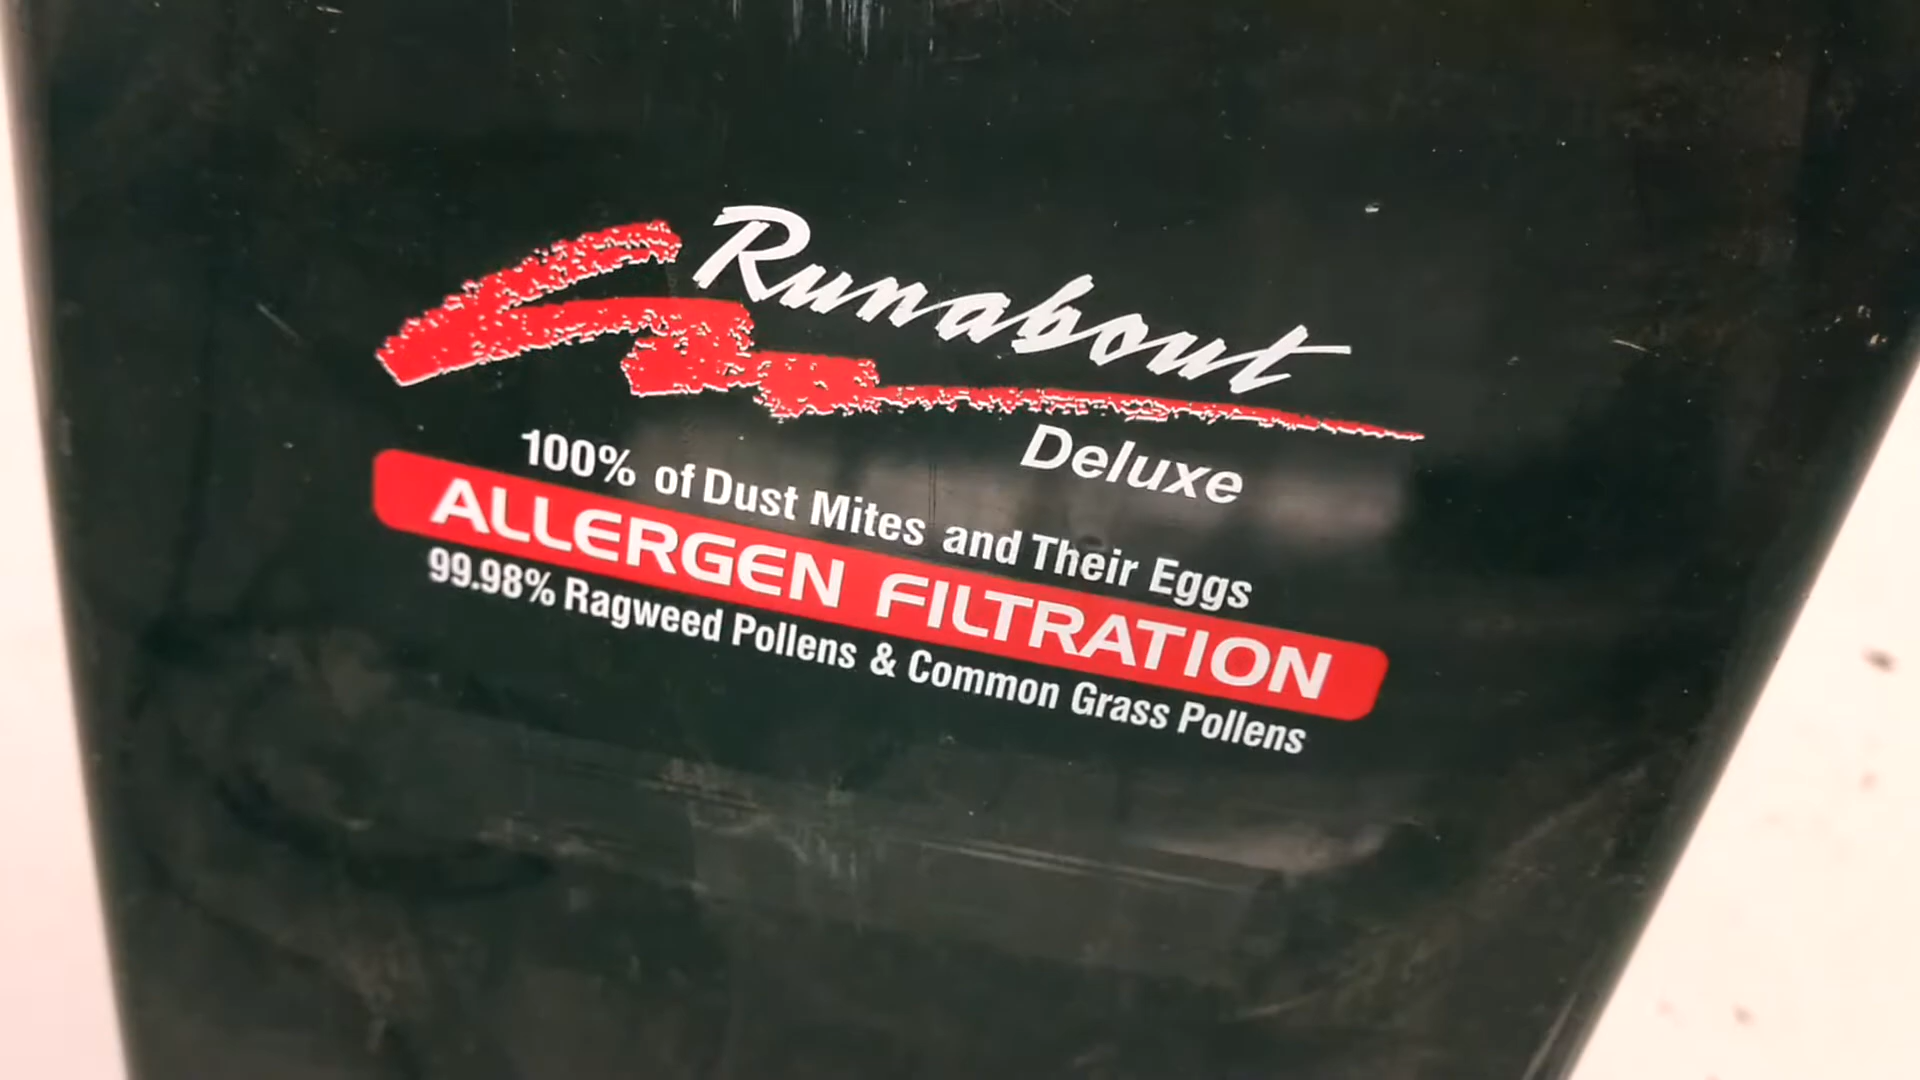 Runabout
Deluxe
100% of Dust Mites and Their Eggs
ALLERGEN FILTRATION
99.98% Ragweed Pollens & Common Grass Pollens